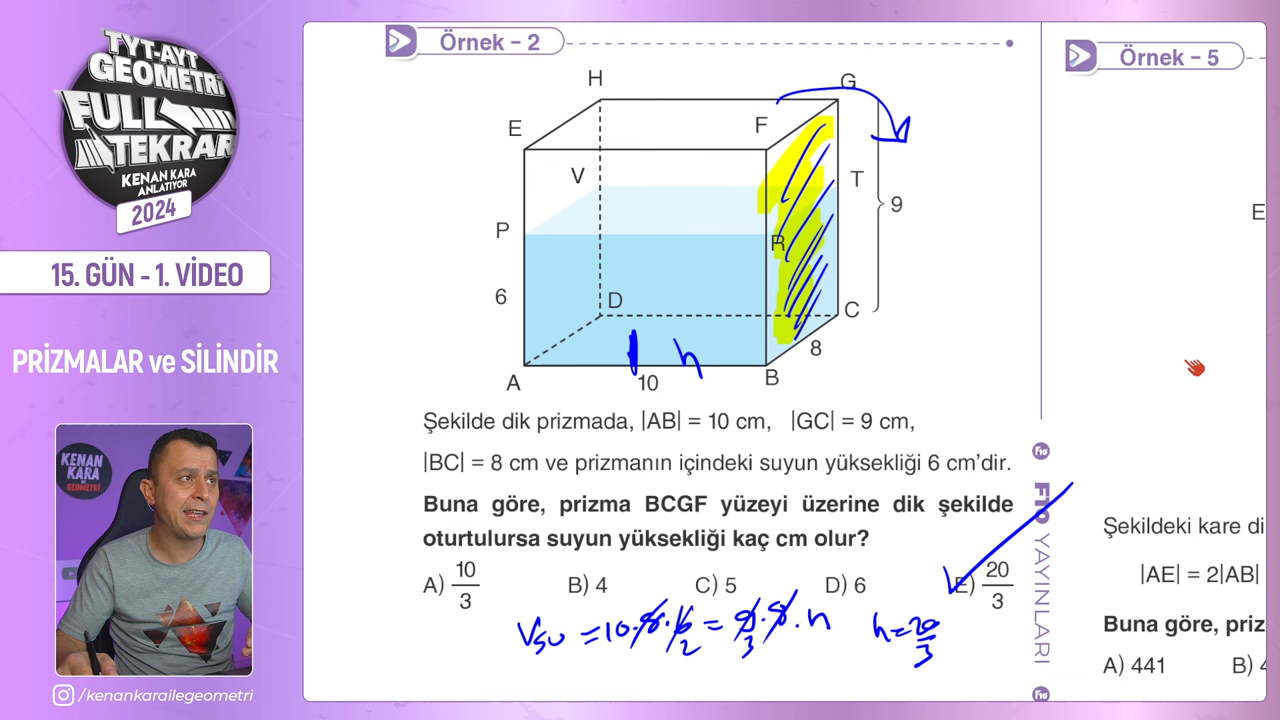 TYT-AYT
GEOMETRİ
FULL
TEKRAR
KENAN KARA
ANLATIYOR
2024
15. GÜN - 1. VİDEO
PRİZMALAR ve SİLİNDİR
KENAN
KARA
GEOMETRİ
/kenankarailegeometri
Örnek – 2
H
G
E
F
V
T
9
P
R
6
D
C
8
h
A
10
B
Şekilde dik prizmada, |AB| = 10 cm, |GC| = 9 cm,
|BC| = 8 cm ve prizmanın içindeki suyun yüksekliği 6 cm'dir.
Buna göre, prizma BCGF yüzeyi üzerine dik şekilde
oturtulursa suyun yüksekliği kaç cm olur?
A) 10/3 B) 4 C) 5 D) 6 E) 20/3
Vsu = 10.8.6 = 9.8.h h = 20/3
2 3
FTO YAYINLARI
Örnek – 5
E
Şekildeki kare di
|AE| = 2|AB|
Buna göre, priz
A) 441 B) 4